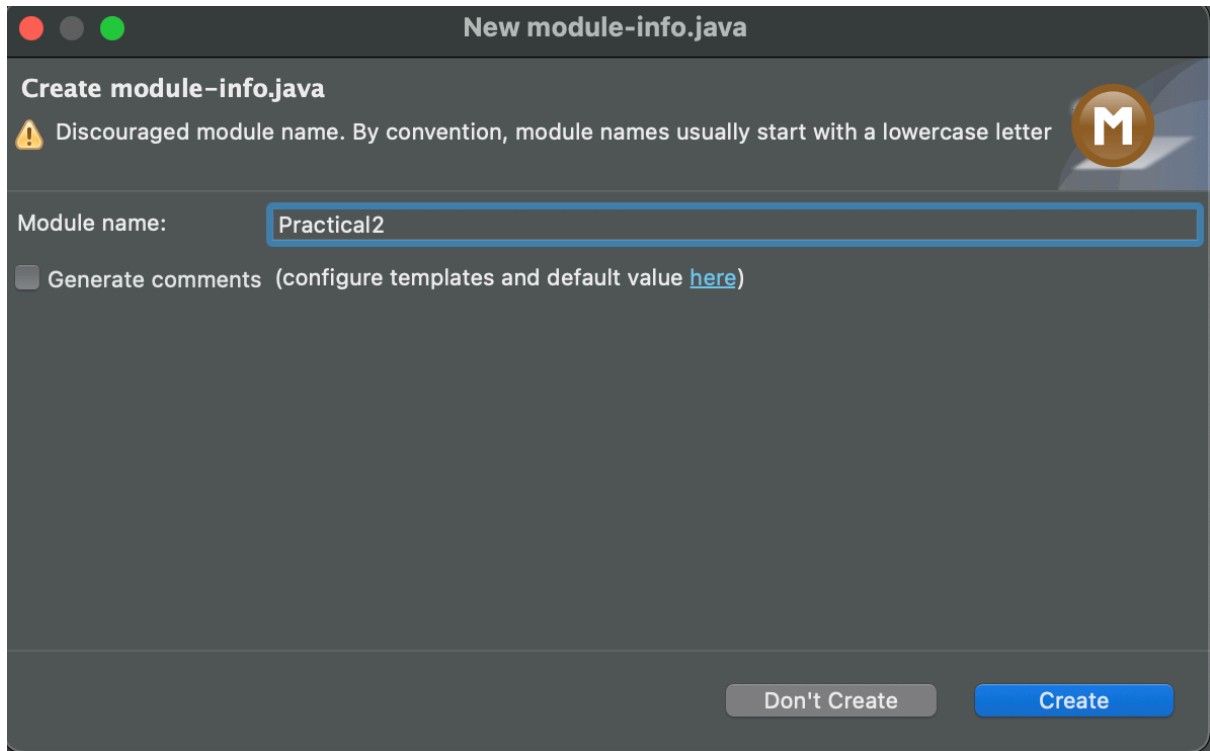 New module-info.java
Create module-info.java
Discouraged module name. By convention, module names usually start with a lowercase letter
M
Module name:
Practical2
Generate comments (configure templates and default value here)
Don't Create
Create